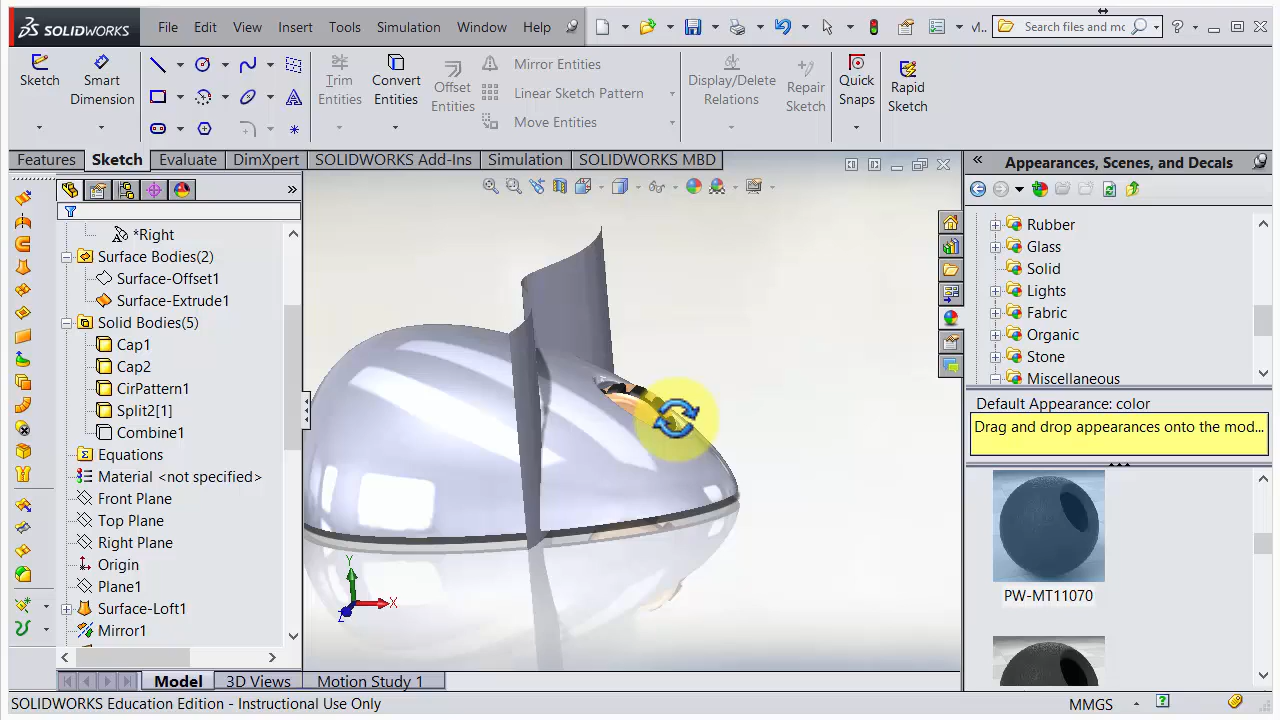 SOLIDWORKS
File Edit View Insert Tools Simulation Window Help
Search files and mc
Sketch
Smart Dimension
Trim Entities
Convert Entities
Offset Entities
Mirror Entities
Linear Sketch Pattern
Move Entities
Display/Delete Relations
Repair Sketch
Quick Snaps
Rapid Sketch
Features Sketch Evaluate DimXpert SOLIDWORKS Add-Ins Simulation SOLIDWORKS MBD
*Right
Surface Bodies(2)
Surface-Offset1
Surface-Extrude1
Solid Bodies(5)
Cap1
Cap2
CirPattern1
Split2[1]
Combine1
Equations
Material <not specified>
Front Plane
Top Plane
Right Plane
Origin
Plane1
Surface-Loft1
Mirror1
Y
X
Z
Appearances, Scenes, and Decals
Rubber
Glass
Solid
Lights
Fabric
Organic
Stone
Miscellaneous
Default Appearance: color
Drag and drop appearances onto the mod...
PW-MT11070
Model 3D Views Motion Study 1
SOLIDWORKS Education Edition - Instructional Use Only
MMGS